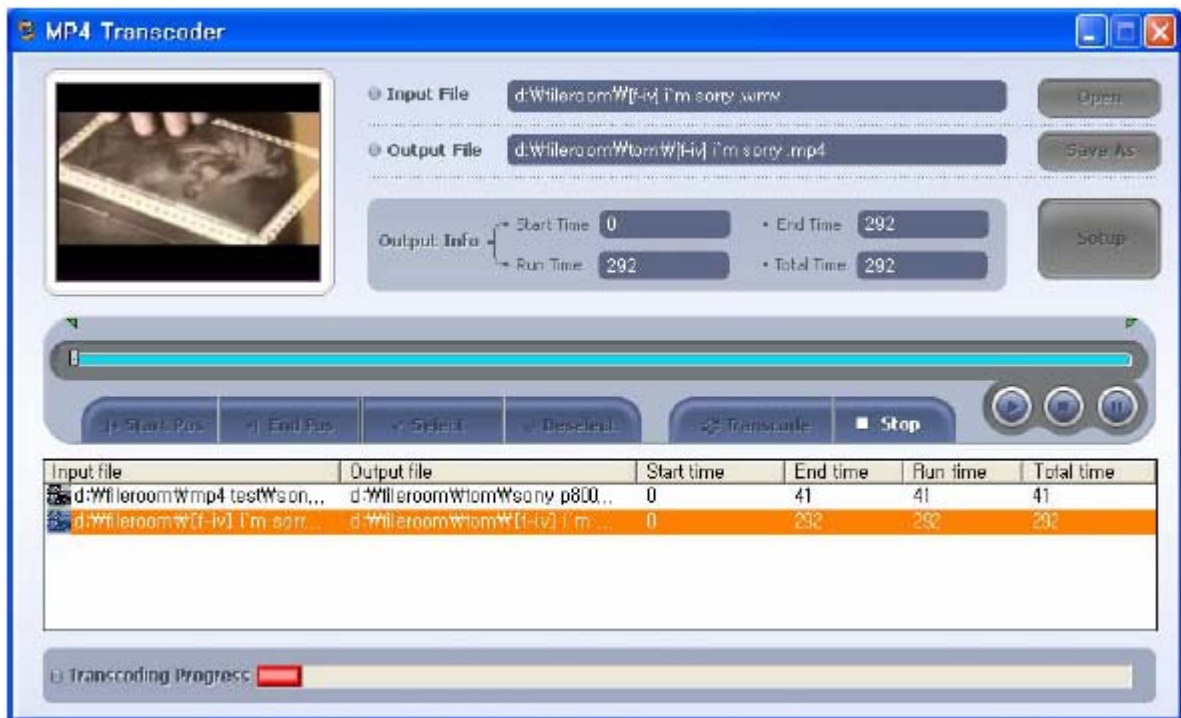 MP4 Transcoder
Input File d:₩fileroom₩[f-iv] i'm sorry .wmv Open
Output File d:₩fileroom₩tom₩[f-iv] i'm sorry .mp4 Save As
Output Info Start Time 0 End Time 292 Setup
Run Time 292 Total Time 292
Start Pos End Pos Select Deselect Transcode Stop
Input file Output file Start time End time Run time Total time
d:₩fileroom₩mp4 test₩son... d:₩fileroom₩tom₩sony p800... 0 41 41 41
d:₩fileroom₩[f-iv] i'm sorr... d:₩fileroom₩tom₩[f-iv] i'm ... 0 292 292 292
Transcoding Progress